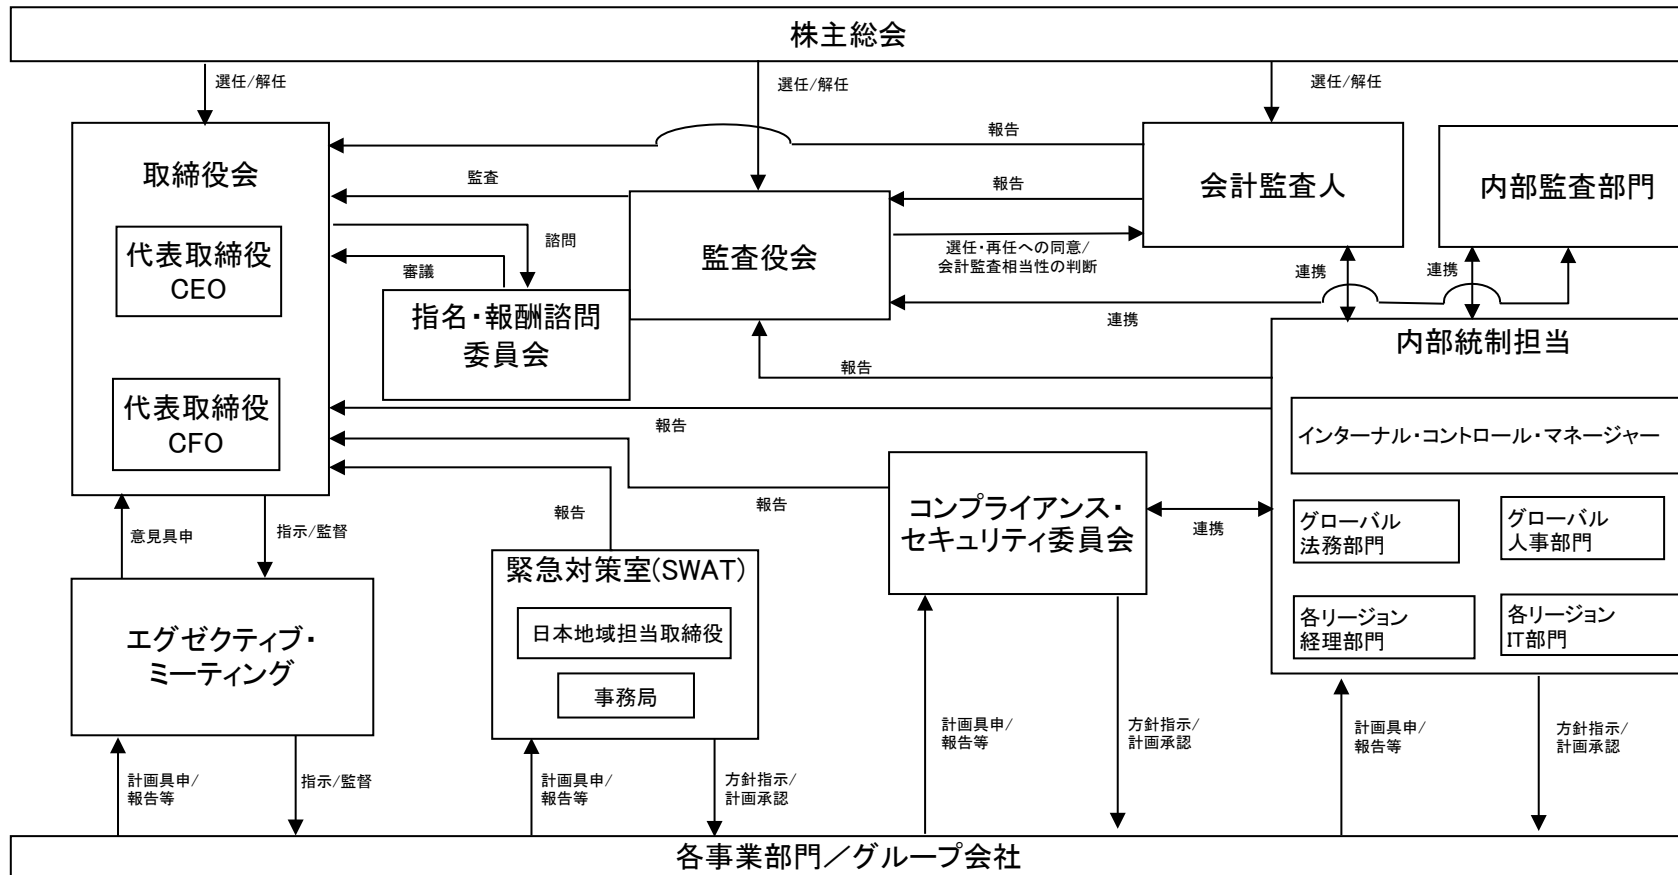 株主総会
選任/解任
選任/解任
選任/解任
取締役会
代表取締役
CEO
代表取締役
CFO
報告
監査
諮問
審議
指名・報酬諮問
委員会
監査役会
報告
選任・再任への同意/
会計監査相当性の判断
会計監査人
内部監査部門
連携
連携
連携
報告
報告
報告
報告
内部統制担当
インターナル・コントロール・マネージャー
グローバル
法務部門
グローバル
人事部門
各リージョン
経理部門
各リージョン
IT部門
コンプライアンス・
セキュリティ委員会
連携
意見具申
指示/監督
エグゼクティブ・
ミーティング
緊急対策室(SWAT)
日本地域担当取締役
事務局
計画具申/
報告等
指示/監督
計画具申/
報告等
方針指示/
計画承認
計画具申/
報告等
方針指示/
計画承認
計画具申/
報告等
方針指示/
計画承認
各事業部門／グループ会社